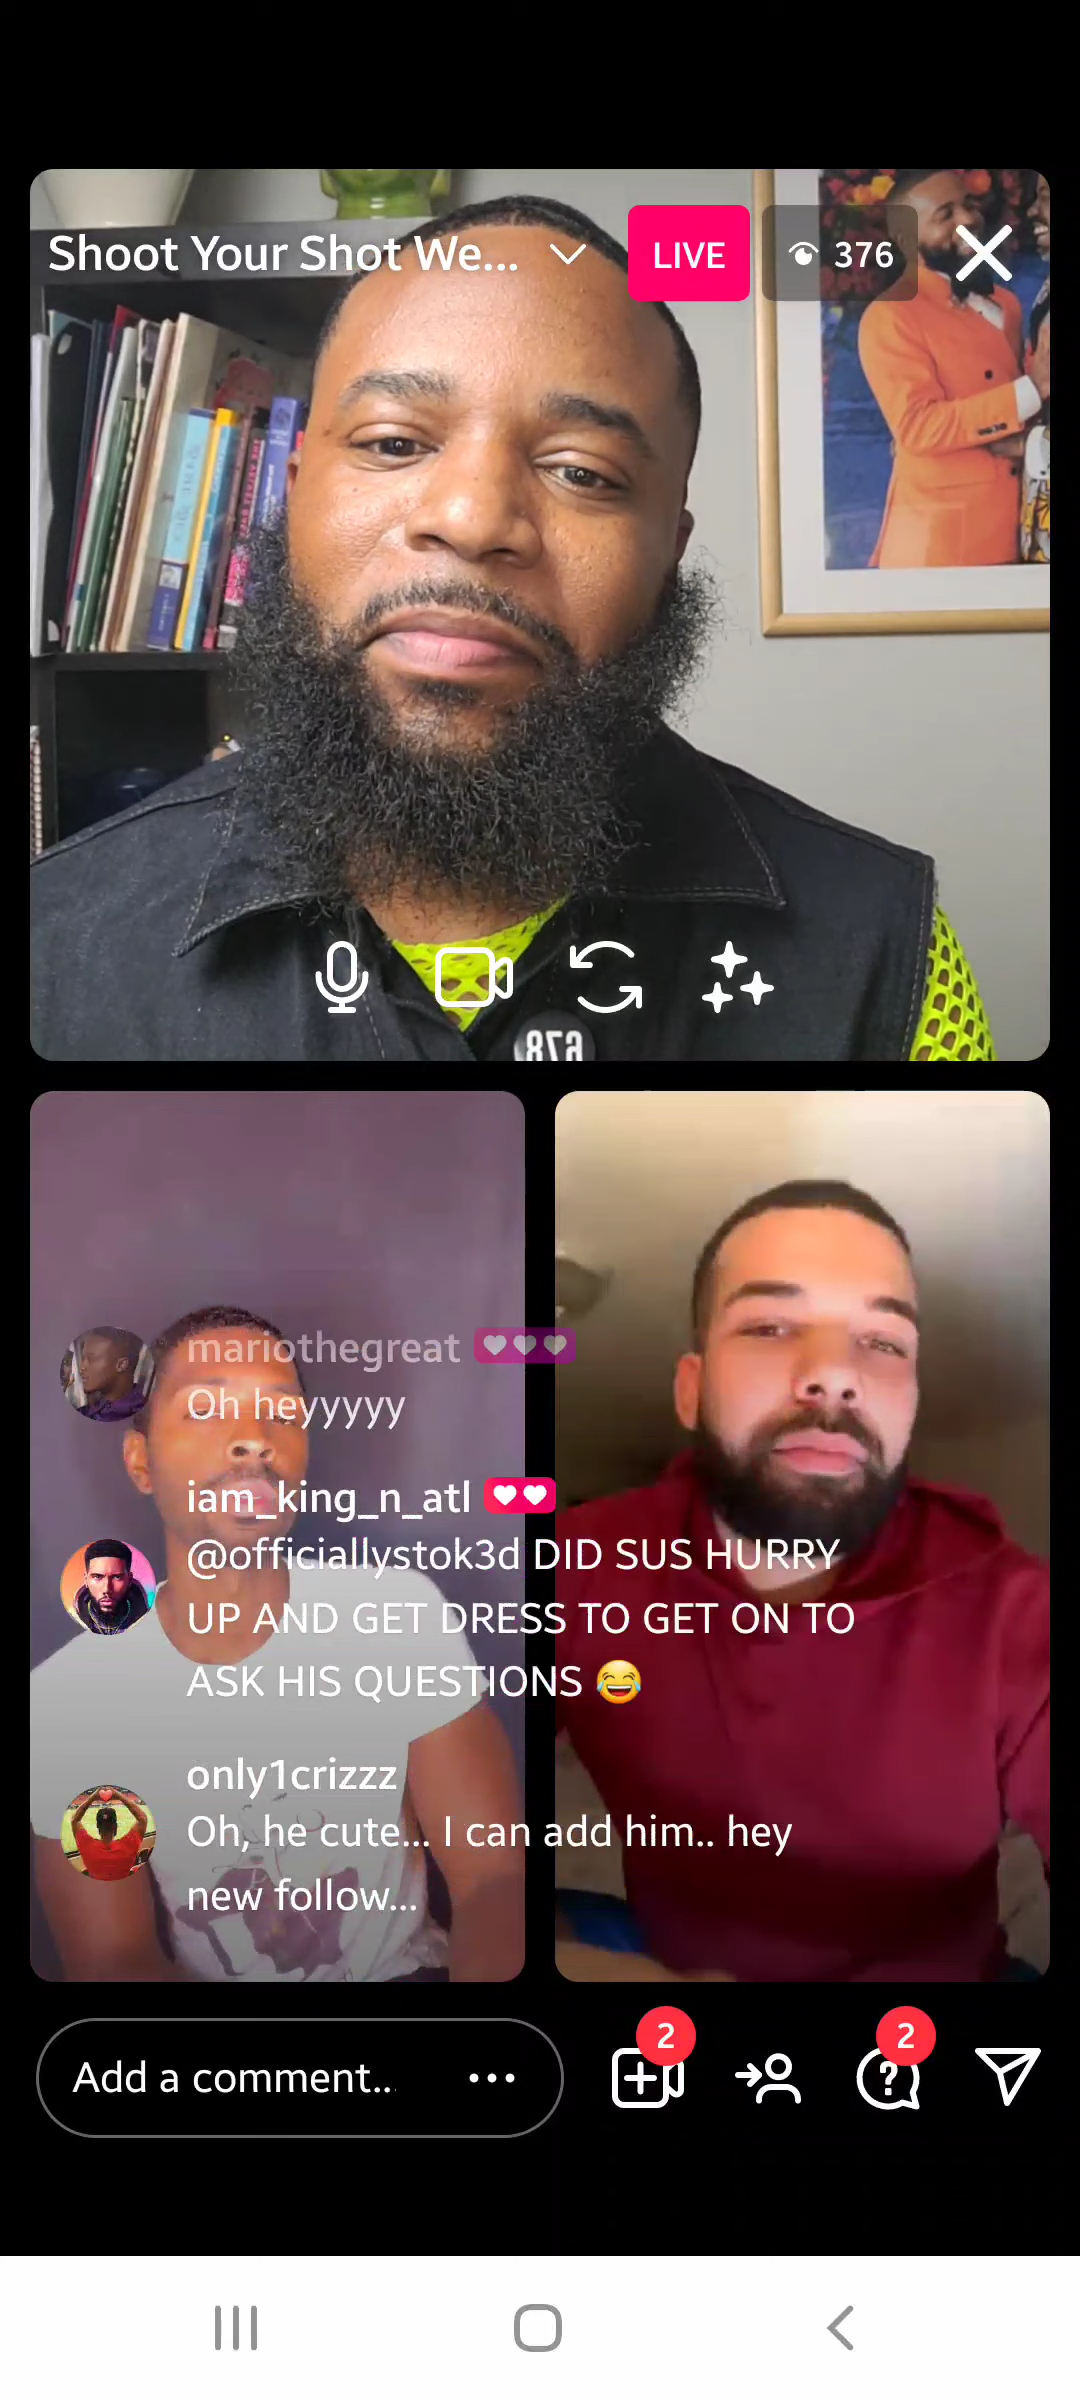 Shoot Your Shot We...
LIVE
376
678
mariothegreat
Oh heyyyyy
iam_king_n_atl
@officiallystok3d DID SUS HURRY
UP AND GET DRESS TO GET ON TO
ASK HIS QUESTIONS 😂
only1crizzz
Oh, he cute... I can add him.. hey
new follow...
Add a comment...
2
2